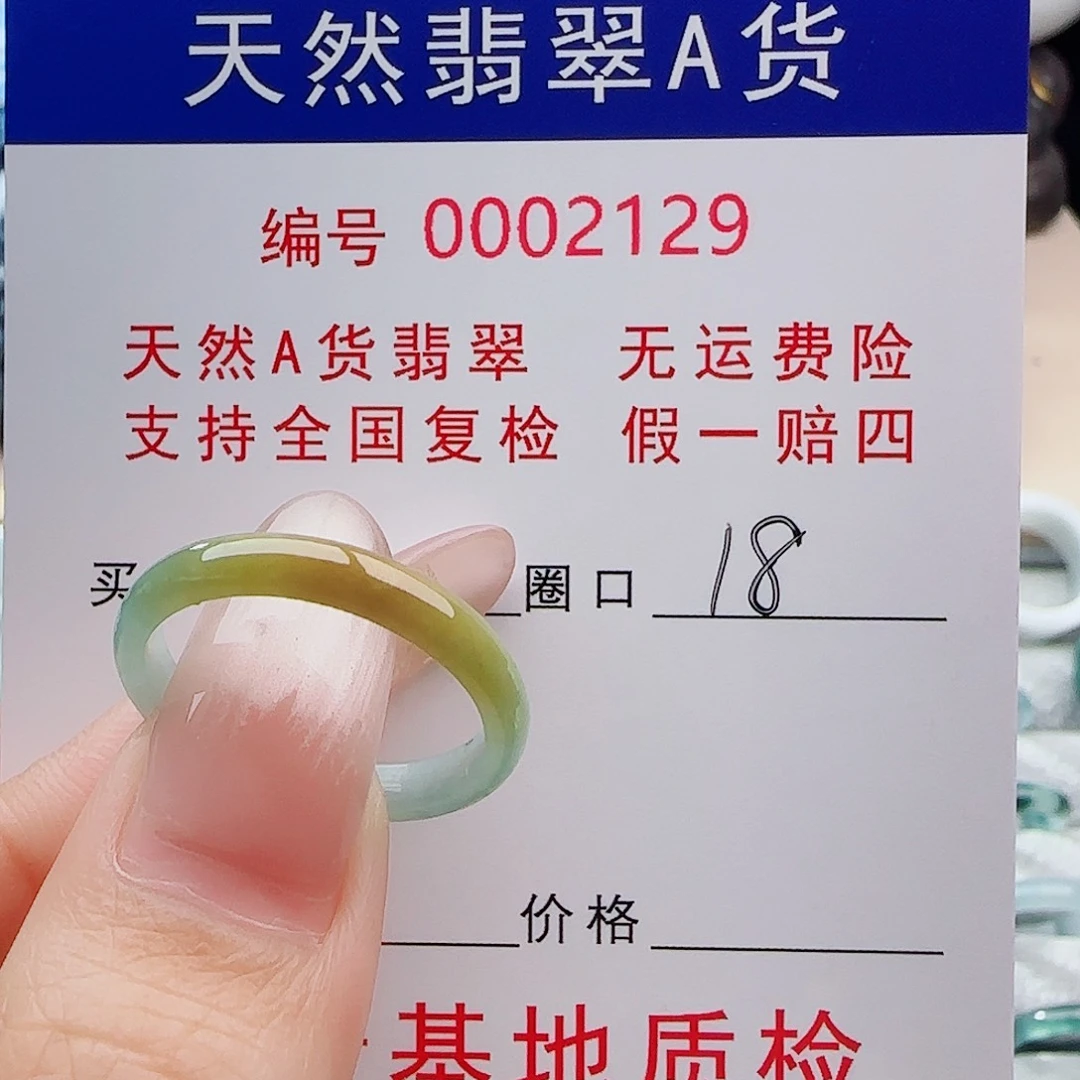 天然翡翠A货
编号 0002129
天然A货翡翠 无运费险
支持全国复检 假一赔四
买 圈口 18
价格
基地质检